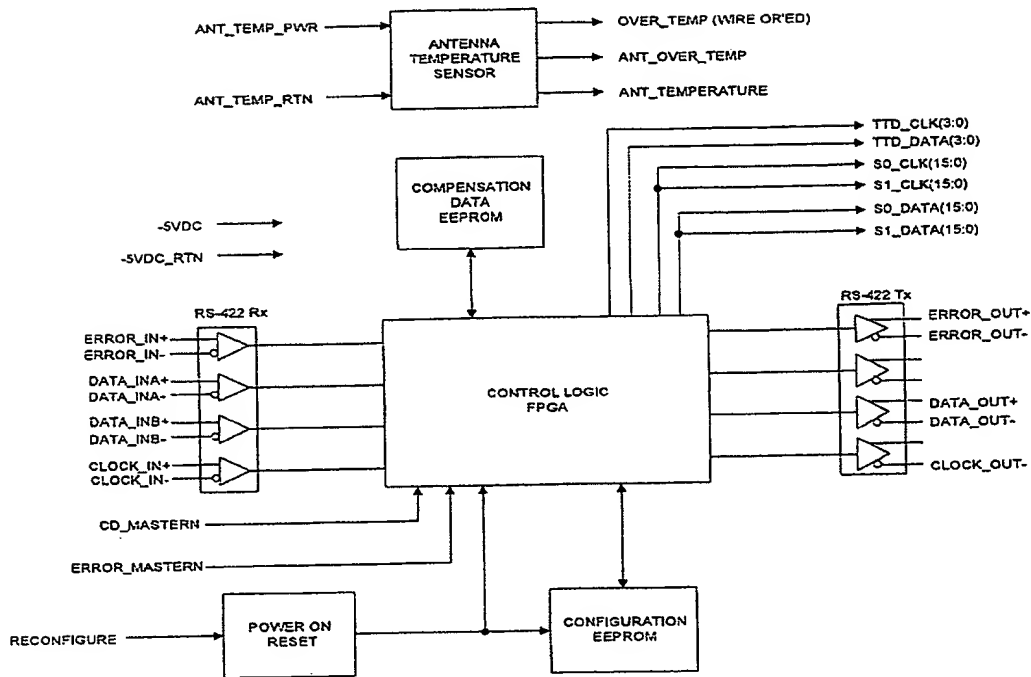 ANT_TEMP_PWR
ANT_TEMP_RTN
ANTENNA
TEMPERATURE
SENSOR
OVER_TEMP (WIRE OR'ED)
ANT_OVER_TEMP
ANT_TEMPERATURE
TTD_CLK(3:0)
TTD_DATA(3:0)
S0_CLK(15:0)
S1_CLK(15:0)
S0_DATA(15:0)
S1_DATA(15:0)
COMPENSATION
DATA
EEPROM
-5VDC
-5VDC_RTN
RS-422 Rx
ERROR_IN+
ERROR_IN-
DATA_INA+
DATA_INA-
DATA_INB+
DATA_INB-
CLOCK_IN+
CLOCK_IN-
CONTROL LOGIC
FPGA
RS-422 Tx
ERROR_OUT+
ERROR_OUT-
DATA_OUT+
DATA_OUT-
CLOCK_OUT-
CD_MASTERN
ERROR_MASTERN
RECONFIGURE
POWER ON
RESET
CONFIGURATION
EEPROM